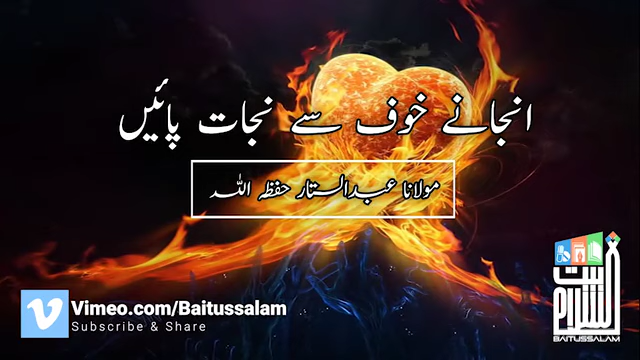 انجانے خوف سے نجات پائیں
مولانا عبدالستار حفظہ اللہ
Vimeo.com/Baitussalam
Subscribe & Share
بیت السلام
BAITUSSALAM